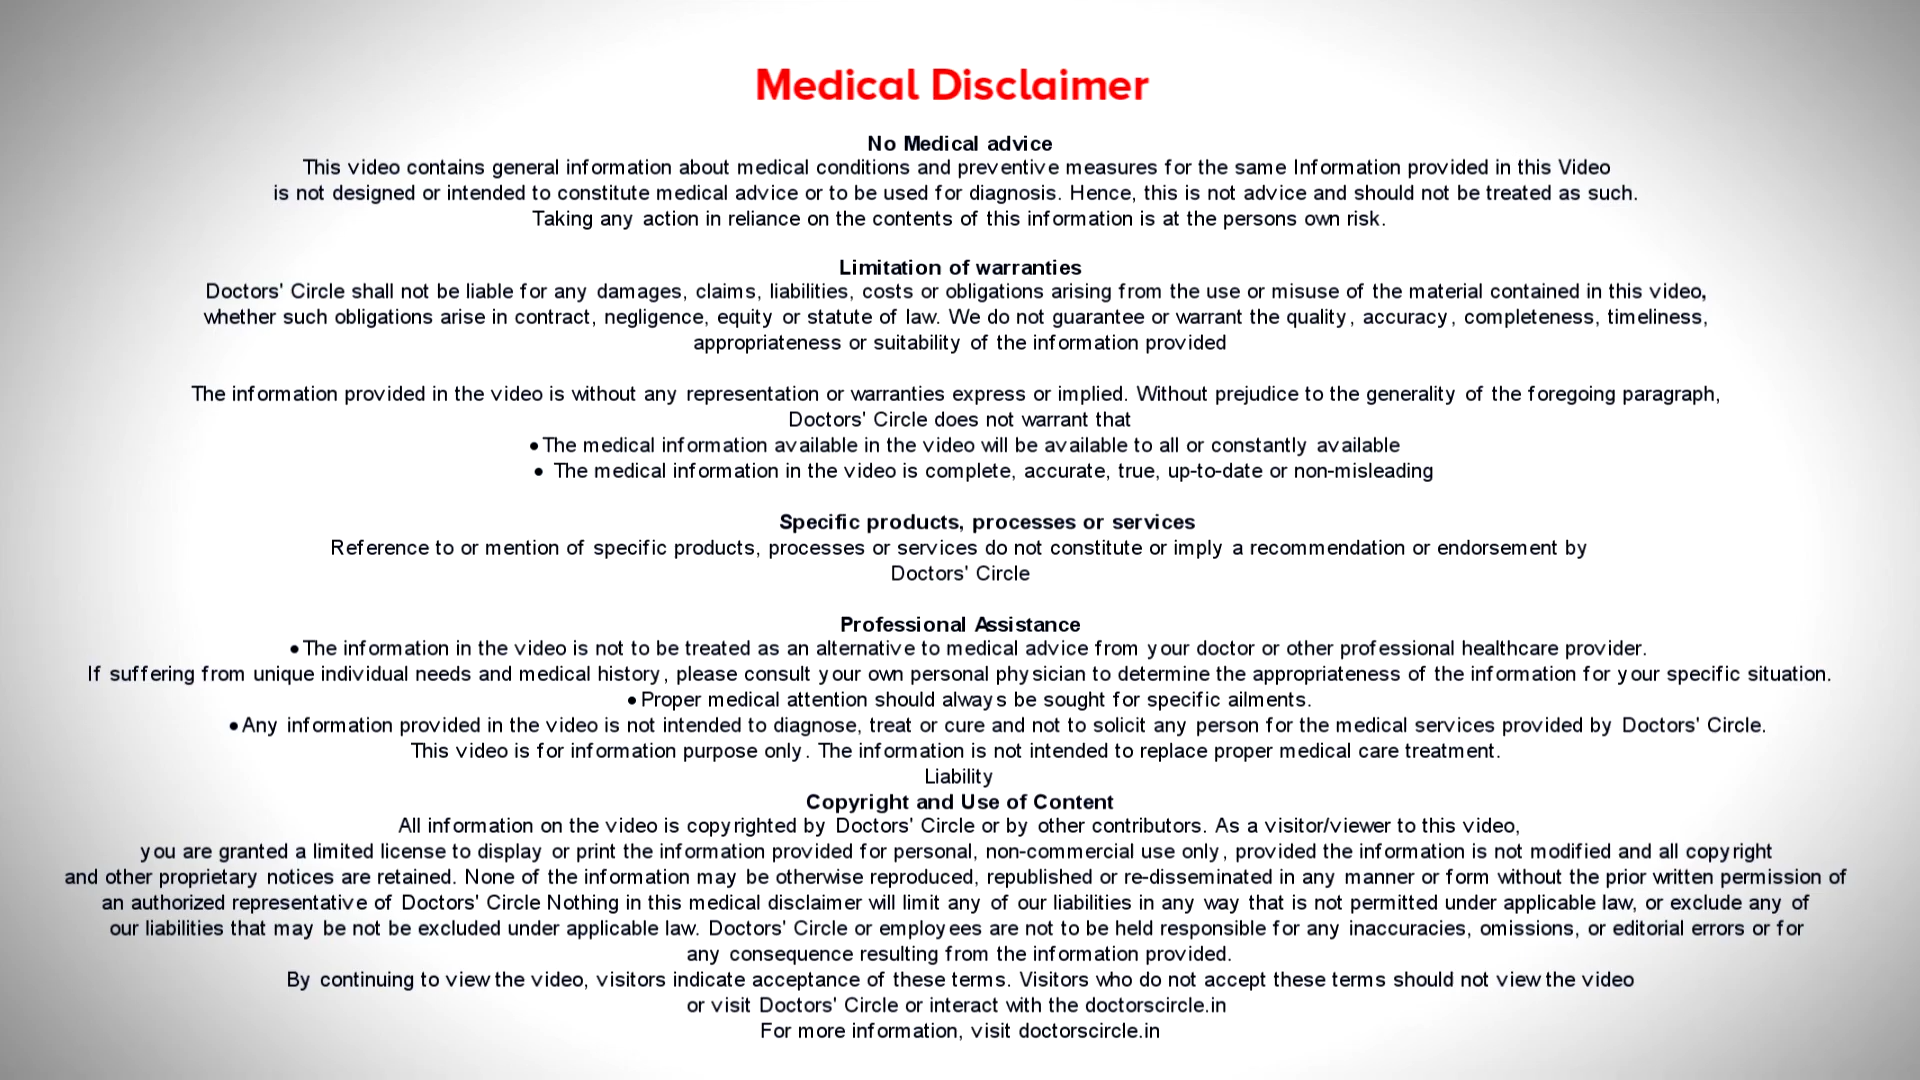 Medical Disclaimer
No Medical advice
This video contains general information about medical conditions and preventive measures for the same Information provided in this Video
is not designed or intended to constitute medical advice or to be used for diagnosis. Hence, this is not advice and should not be treated as such.
Taking any action in reliance on the contents of this information is at the persons own risk.
Limitation of warranties
Doctors' Circle shall not be liable for any damages, claims, liabilities, costs or obligations arising from the use or misuse of the material contained in this video,
whether such obligations arise in contract, negligence, equity or statute of law. We do not guarantee or warrant the quality, accuracy, completeness, timeliness,
appropriateness or suitability of the information provided
The information provided in the video is without any representation or warranties express or implied. Without prejudice to the generality of the foregoing paragraph,
Doctors' Circle does not warrant that
•The medical information available in the video will be available to all or constantly available
• The medical information in the video is complete, accurate, true, up-to-date or non-misleading
Specific products, processes or services
Reference to or mention of specific products, processes or services do not constitute or imply a recommendation or endorsement by
Doctors' Circle
Professional Assistance
•The information in the video is not to be treated as an alternative to medical advice from your doctor or other professional healthcare provider.
If suffering from unique individual needs and medical history, please consult your own personal physician to determine the appropriateness of the information for your specific situation.
•Proper medical attention should always be sought for specific ailments.
•Any information provided in the video is not intended to diagnose, treat or cure and not to solicit any person for the medical services provided by Doctors' Circle.
This video is for information purpose only. The information is not intended to replace proper medical care treatment.
Liability
Copyright and Use of Content
All information on the video is copyrighted by Doctors' Circle or by other contributors. As a visitor/viewer to this video,
you are granted a limited license to display or print the information provided for personal, non-commercial use only, provided the information is not modified and all copyright
and other proprietary notices are retained. None of the information may be otherwise reproduced, republished or re-disseminated in any manner or form without the prior written permission of
an authorized representative of Doctors' Circle Nothing in this medical disclaimer will limit any of our liabilities in any way that is not permitted under applicable law, or exclude any of
our liabilities that may be not be excluded under applicable law. Doctors' Circle or employees are not to be held responsible for any inaccuracies, omissions, or editorial errors or for
any consequence resulting from the information provided.
By continuing to view the video, visitors indicate acceptance of these terms. Visitors who do not accept these terms should not view the video
or visit Doctors' Circle or interact with the doctorscircle.in
For more information, visit doctorscircle.in